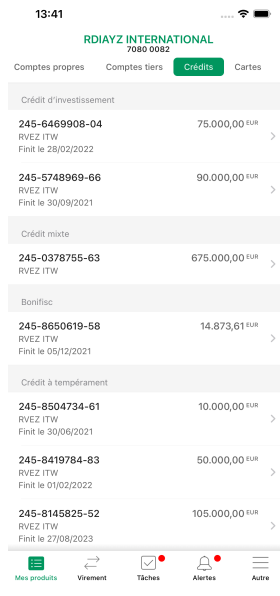 13:41
RDIAYZ INTERNATIONAL
7080 0082
Comptes propres Comptes tiers Crédits Cartes
Crédit d'investissement
245-6469908-04 75.000,00 EUR
RVEZ ITW
Finit le 28/02/2022
245-5748969-66 90.000,00 EUR
RVEZ ITW
Finit le 30/09/2021
Crédit mixte
245-0378755-63 675.000,00 EUR
RVEZ ITW
Bonifisc
245-8650619-58 14.873,61 EUR
RVEZ ITW
Finit le 05/12/2021
Crédit à tempérament
245-8504734-61 10.000,00 EUR
RVEZ ITW
Finit le 30/06/2021
245-8419784-83 50.000,00 EUR
RVEZ ITW
Finit le 01/02/2022
245-8145825-52 105.000,00 EUR
RVEZ ITW
Finit le 27/08/2023
Mes produits Virement Tâches Alertes Autre